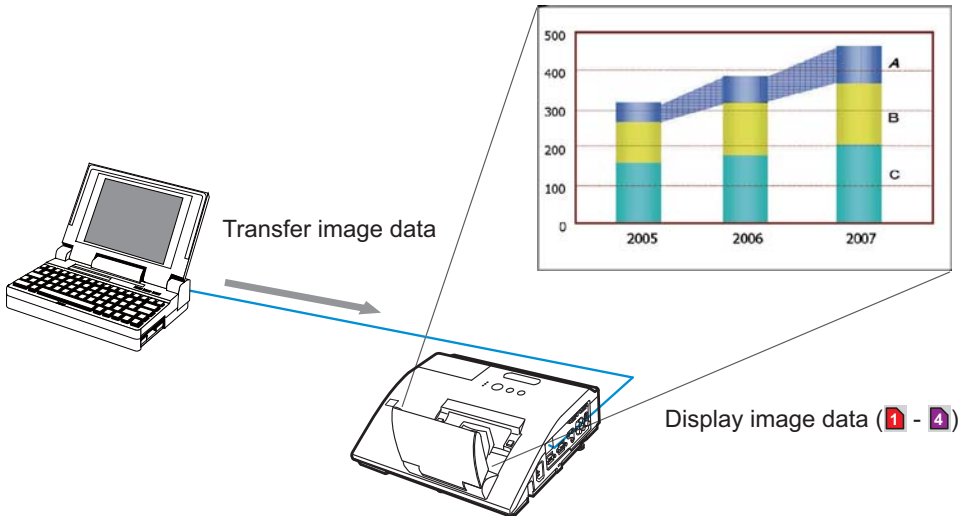 500
400
300
200
100
0
A
B
C
2005 2006 2007
Transfer image data
Display image data (1 - 4)